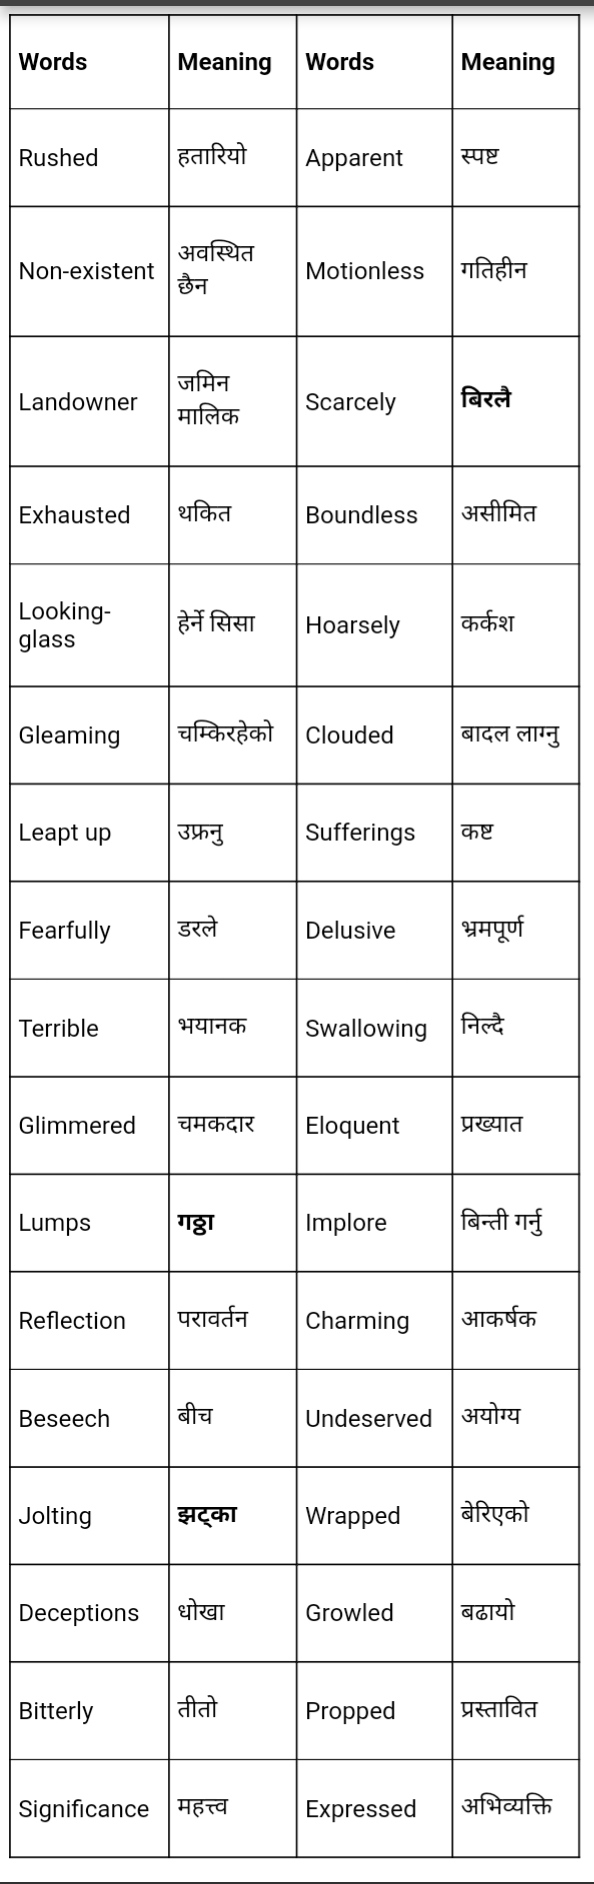 Words Meaning Words Meaning
Rushed हतारियो Apparent स्पष्ट
Non-existent अवस्थित छैन Motionless गतिहीन
Landowner जमिन मालिक Scarcely बिरलै
Exhausted थकित Boundless असीमित
Looking-glass हेर्ने सिसा Hoarsely कर्कश
Gleaming चम्किरहेको Clouded बादल लाग्नु
Leapt up उफ्रनु Sufferings कष्ट
Fearfully डरले Delusive भ्रमपूर्ण
Terrible भयानक Swallowing निल्दै
Glimmered चमकदार Eloquent प्रख्यात
Lumps गठ्ठा Implore बिन्ती गर्नु
Reflection परावर्तन Charming आकर्षक
Beseech बीच Undeserved अयोग्य
Jolting झट्का Wrapped बेरिएको
Deceptions धोखा Growled बढायो
Bitterly तीतो Propped प्रस्तावित
Significance महत्त्व Expressed अभिव्यक्ति